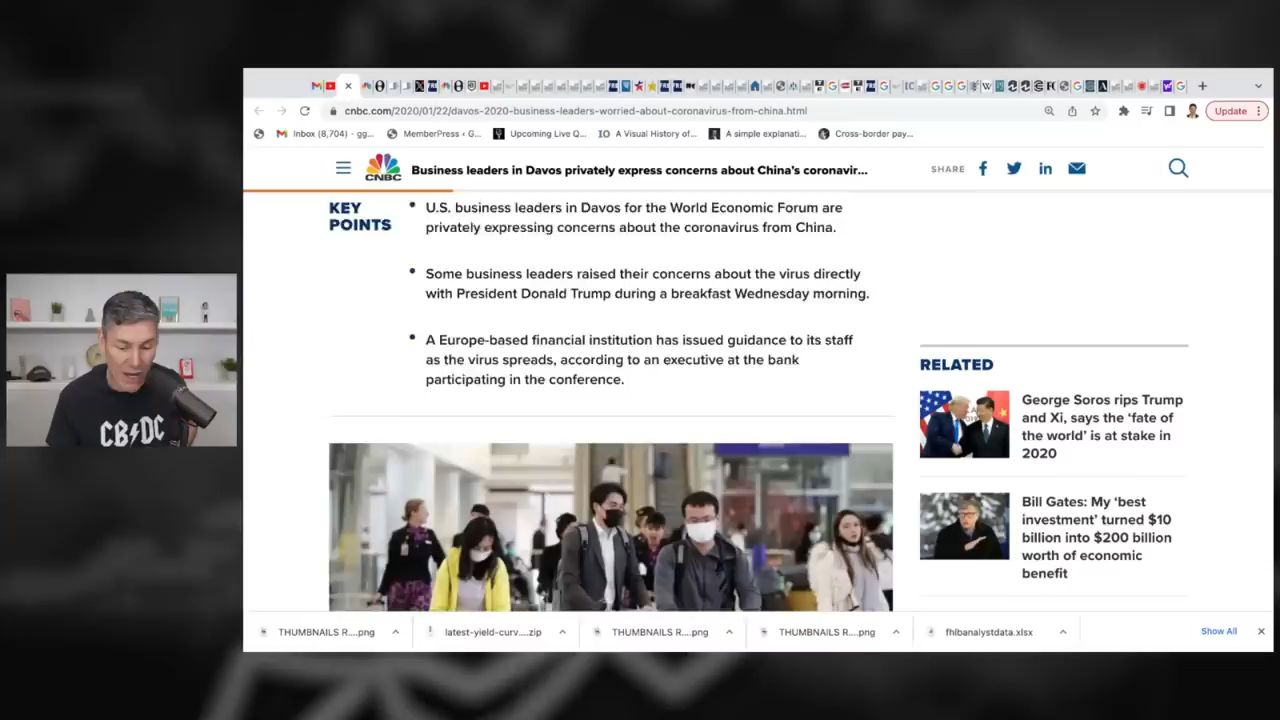 cnbc.com/2020/01/22/davos-2020-business-leaders-worried-about-coronavirus-from-china.html
Update
Inbox (8,704) - gg...
MemberPress ‹ G...
Upcoming Live Q...
IO A Visual History of...
A simple explanati...
Cross-border pay...
CNBC
Business leaders in Davos privately express concerns about China's coronavir...
SHARE
KEY
POINTS
U.S. business leaders in Davos for the World Economic Forum are
privately expressing concerns about the coronavirus from China.
Some business leaders raised their concerns about the virus directly
with President Donald Trump during a breakfast Wednesday morning.
A Europe-based financial institution has issued guidance to its staff
as the virus spreads, according to an executive at the bank
participating in the conference.
RELATED
George Soros rips Trump
and Xi, says the 'fate of
the world' is at stake in
2020
Bill Gates: My 'best
investment' turned $10
billion into $200 billion
worth of economic
benefit
CB⚡DC
THUMBNAILS R....png
latest-yield-curv....zip
THUMBNAILS R....png
THUMBNAILS R....png
fhlbanalystdata.xlsx
Show All